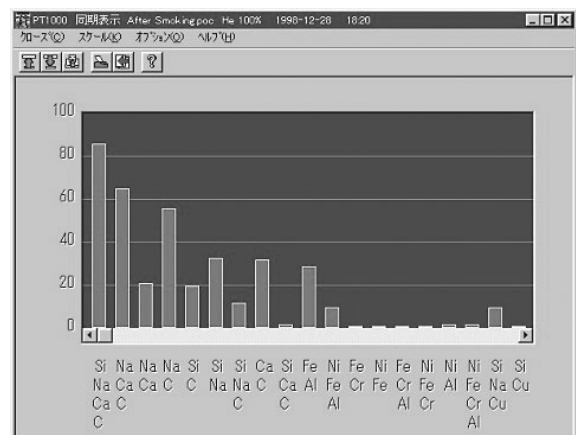 PT1000 同期表示 After Smokingpoc He 100% 1998-12-28 18:20
クローズ(C) スケール(K) オプション(O) ヘルプ(H)
100
80
60
40
20
0
Si Na Na Na Si Si Si Ca Si Fe Ni Fe Ni Fe Ni Ni Ni Si Si
Na Ca Ca C C Na Na C Ca Al Fe Cr Fe Cr Fe Al Fe Na Cu
Ca C C C Al Al Cr Cr Cu
C Al